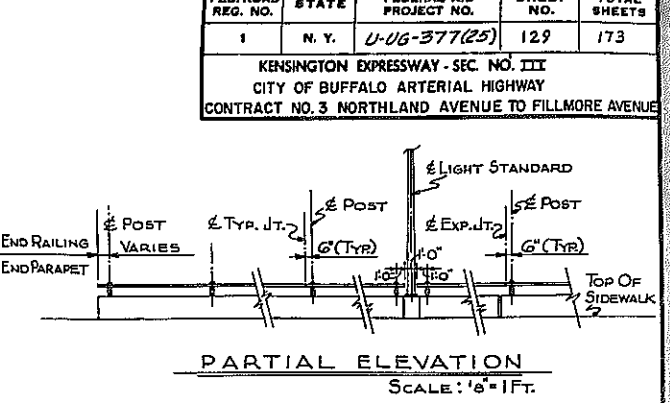 REG. NO. STATE PROJECT NO. NO. TOTAL SHEETS
1 N. Y. U-UG-377(25) 129 173
KENSINGTON EXPRESSWAY - SEC. NO. III
CITY OF BUFFALO ARTERIAL HIGHWAY
CONTRACT NO. 3 NORTHLAND AVENUE TO FILLMORE AVENUE
℄ LIGHT STANDARD
℄ POST
℄ POST
℄ TYP. JT.
℄ EXP. JT.
℄ POST
END RAILING
VARIES
6" (TYP.)
1'-0"
6" (TYP.)
END PARAPET
1'-0"
1'-0"
TOP OF
SIDEWALK
PARTIAL ELEVATION
SCALE: 1/8" = 1 FT.